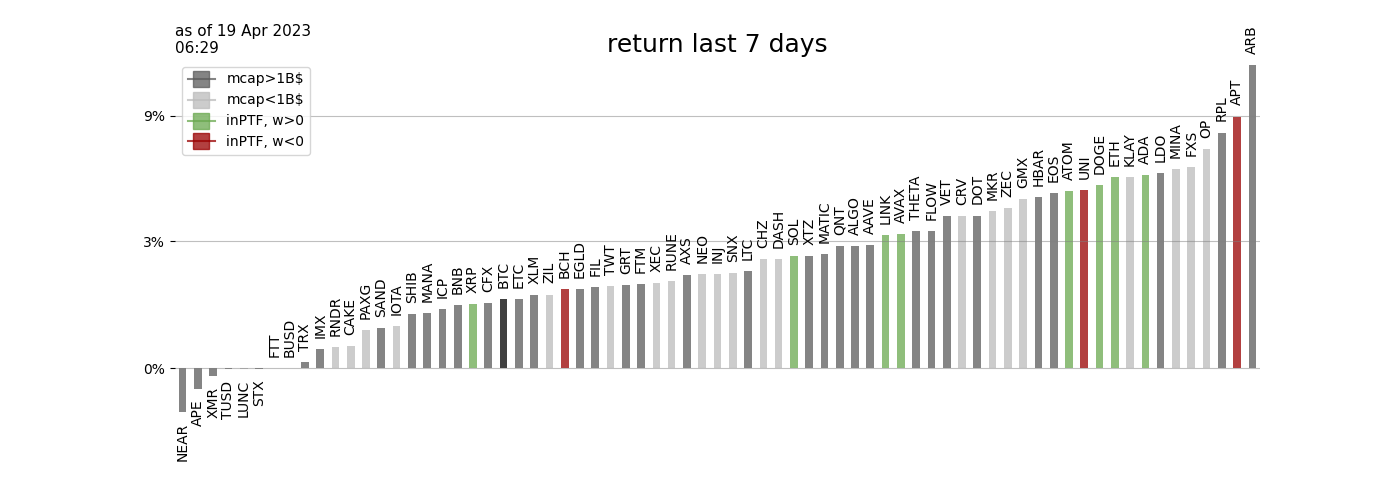 as of 19 Apr 2023
06:29
return last 7 days
mcap>1B$
mcap<1B$
inPTF, w>0
inPTF, w<0
9%
3%
0%
NEAR
APE
XMR
TUSD
LUNC
STX
FTT
BUSD
TRX
IMX
RNDR
CAKE
PAXG
SAND
IOTA
SHIB
MANA
ICP
BNB
XRP
CFX
BTC
ETC
XLM
ZIL
BCH
EGLD
FIL
TWT
GRT
FTM
XEC
RUNE
AXS
NEO
INJ
SNX
LTC
CHZ
DASH
SOL
XTZ
MATIC
QNT
ALGO
AAVE
LINK
AVAX
THETA
FLOW
VET
CRV
DOT
MKR
ZEC
GMX
HBAR
EOS
ATOM
UNI
DOGE
ETH
KLAY
ADA
LDO
MINA
FXS
OP
RPL
APT
ARB